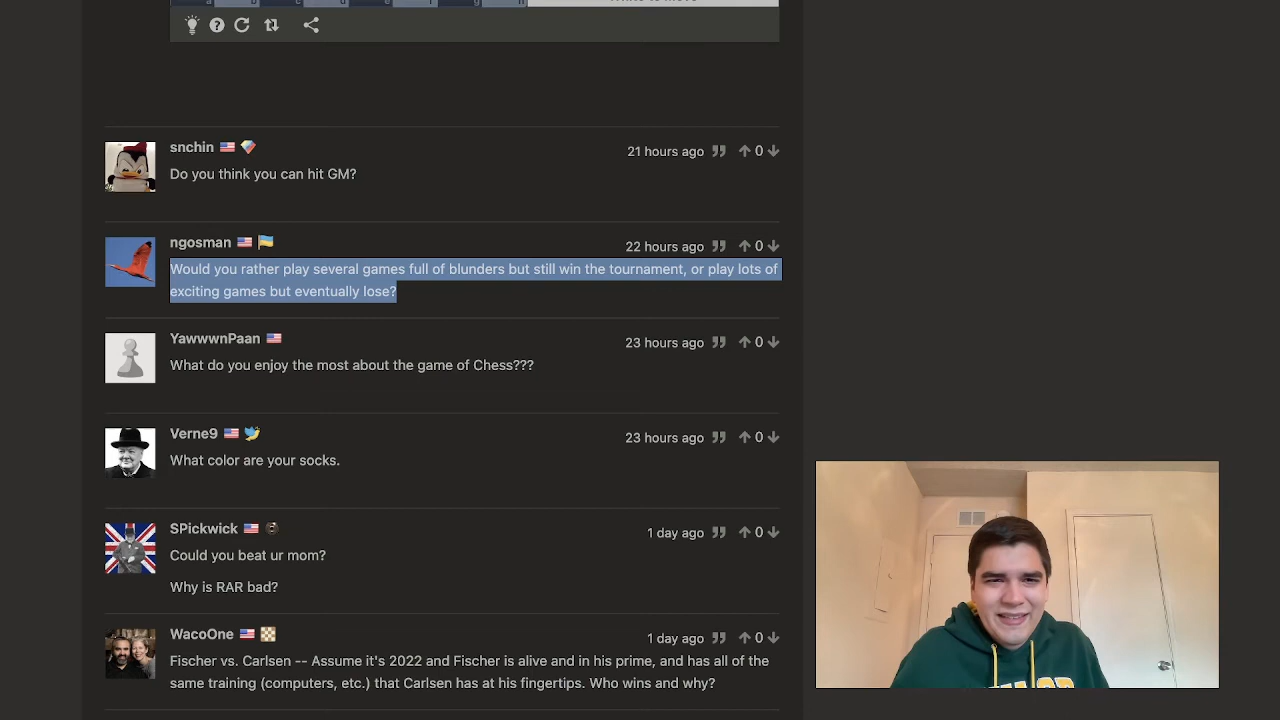 snchin
21 hours ago
0
Do you think you can hit GM?
ngosman
22 hours ago
0
Would you rather play several games full of blunders but still win the tournament, or play lots of
exciting games but eventually lose?
YawwwnPaan
23 hours ago
0
What do you enjoy the most about the game of Chess???
Verne9
23 hours ago
0
What color are your socks.
SPickwick
1 day ago
0
Could you beat ur mom?
Why is RAR bad?
WacoOne
1 day ago
0
Fischer vs. Carlsen -- Assume it's 2022 and Fischer is alive and in his prime, and has all of the
same training (computers, etc.) that Carlsen has at his fingertips. Who wins and why?